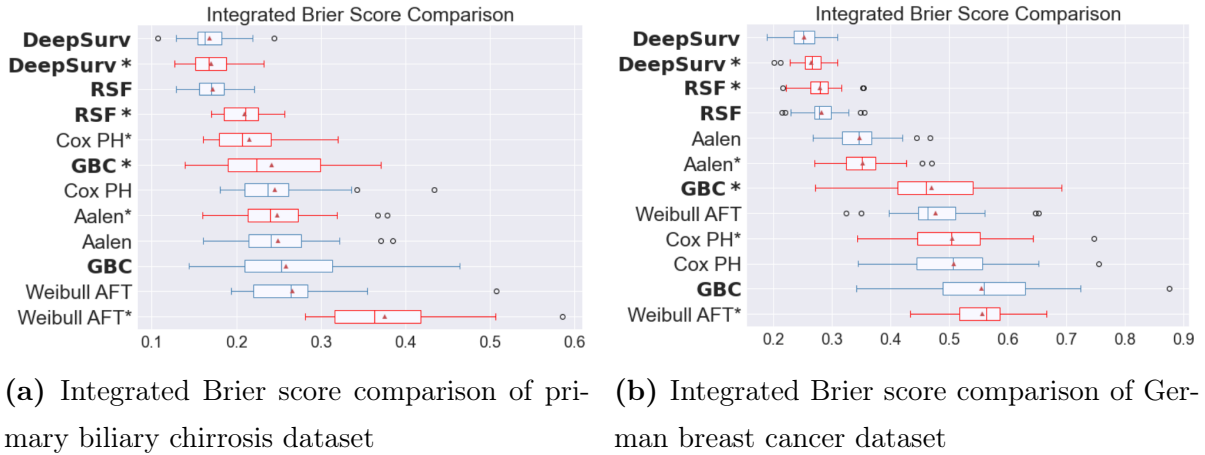 Integrated Brier Score Comparison
DeepSurv
DeepSurv *
RSF
RSF *
Cox PH*
GBC *
Cox PH
Aalen*
Aalen
GBC
Weibull AFT
Weibull AFT*
0.1 0.2 0.3 0.4 0.5 0.6
(a) Integrated Brier score comparison of pri-
mary biliary chirrosis dataset
Integrated Brier Score Comparison
DeepSurv
DeepSurv *
RSF *
RSF
Aalen
Aalen*
GBC *
Weibull AFT
Cox PH*
Cox PH
GBC
Weibull AFT*
0.2 0.3 0.4 0.5 0.6 0.7 0.8 0.9
(b) Integrated Brier score comparison of Ger-
man breast cancer dataset